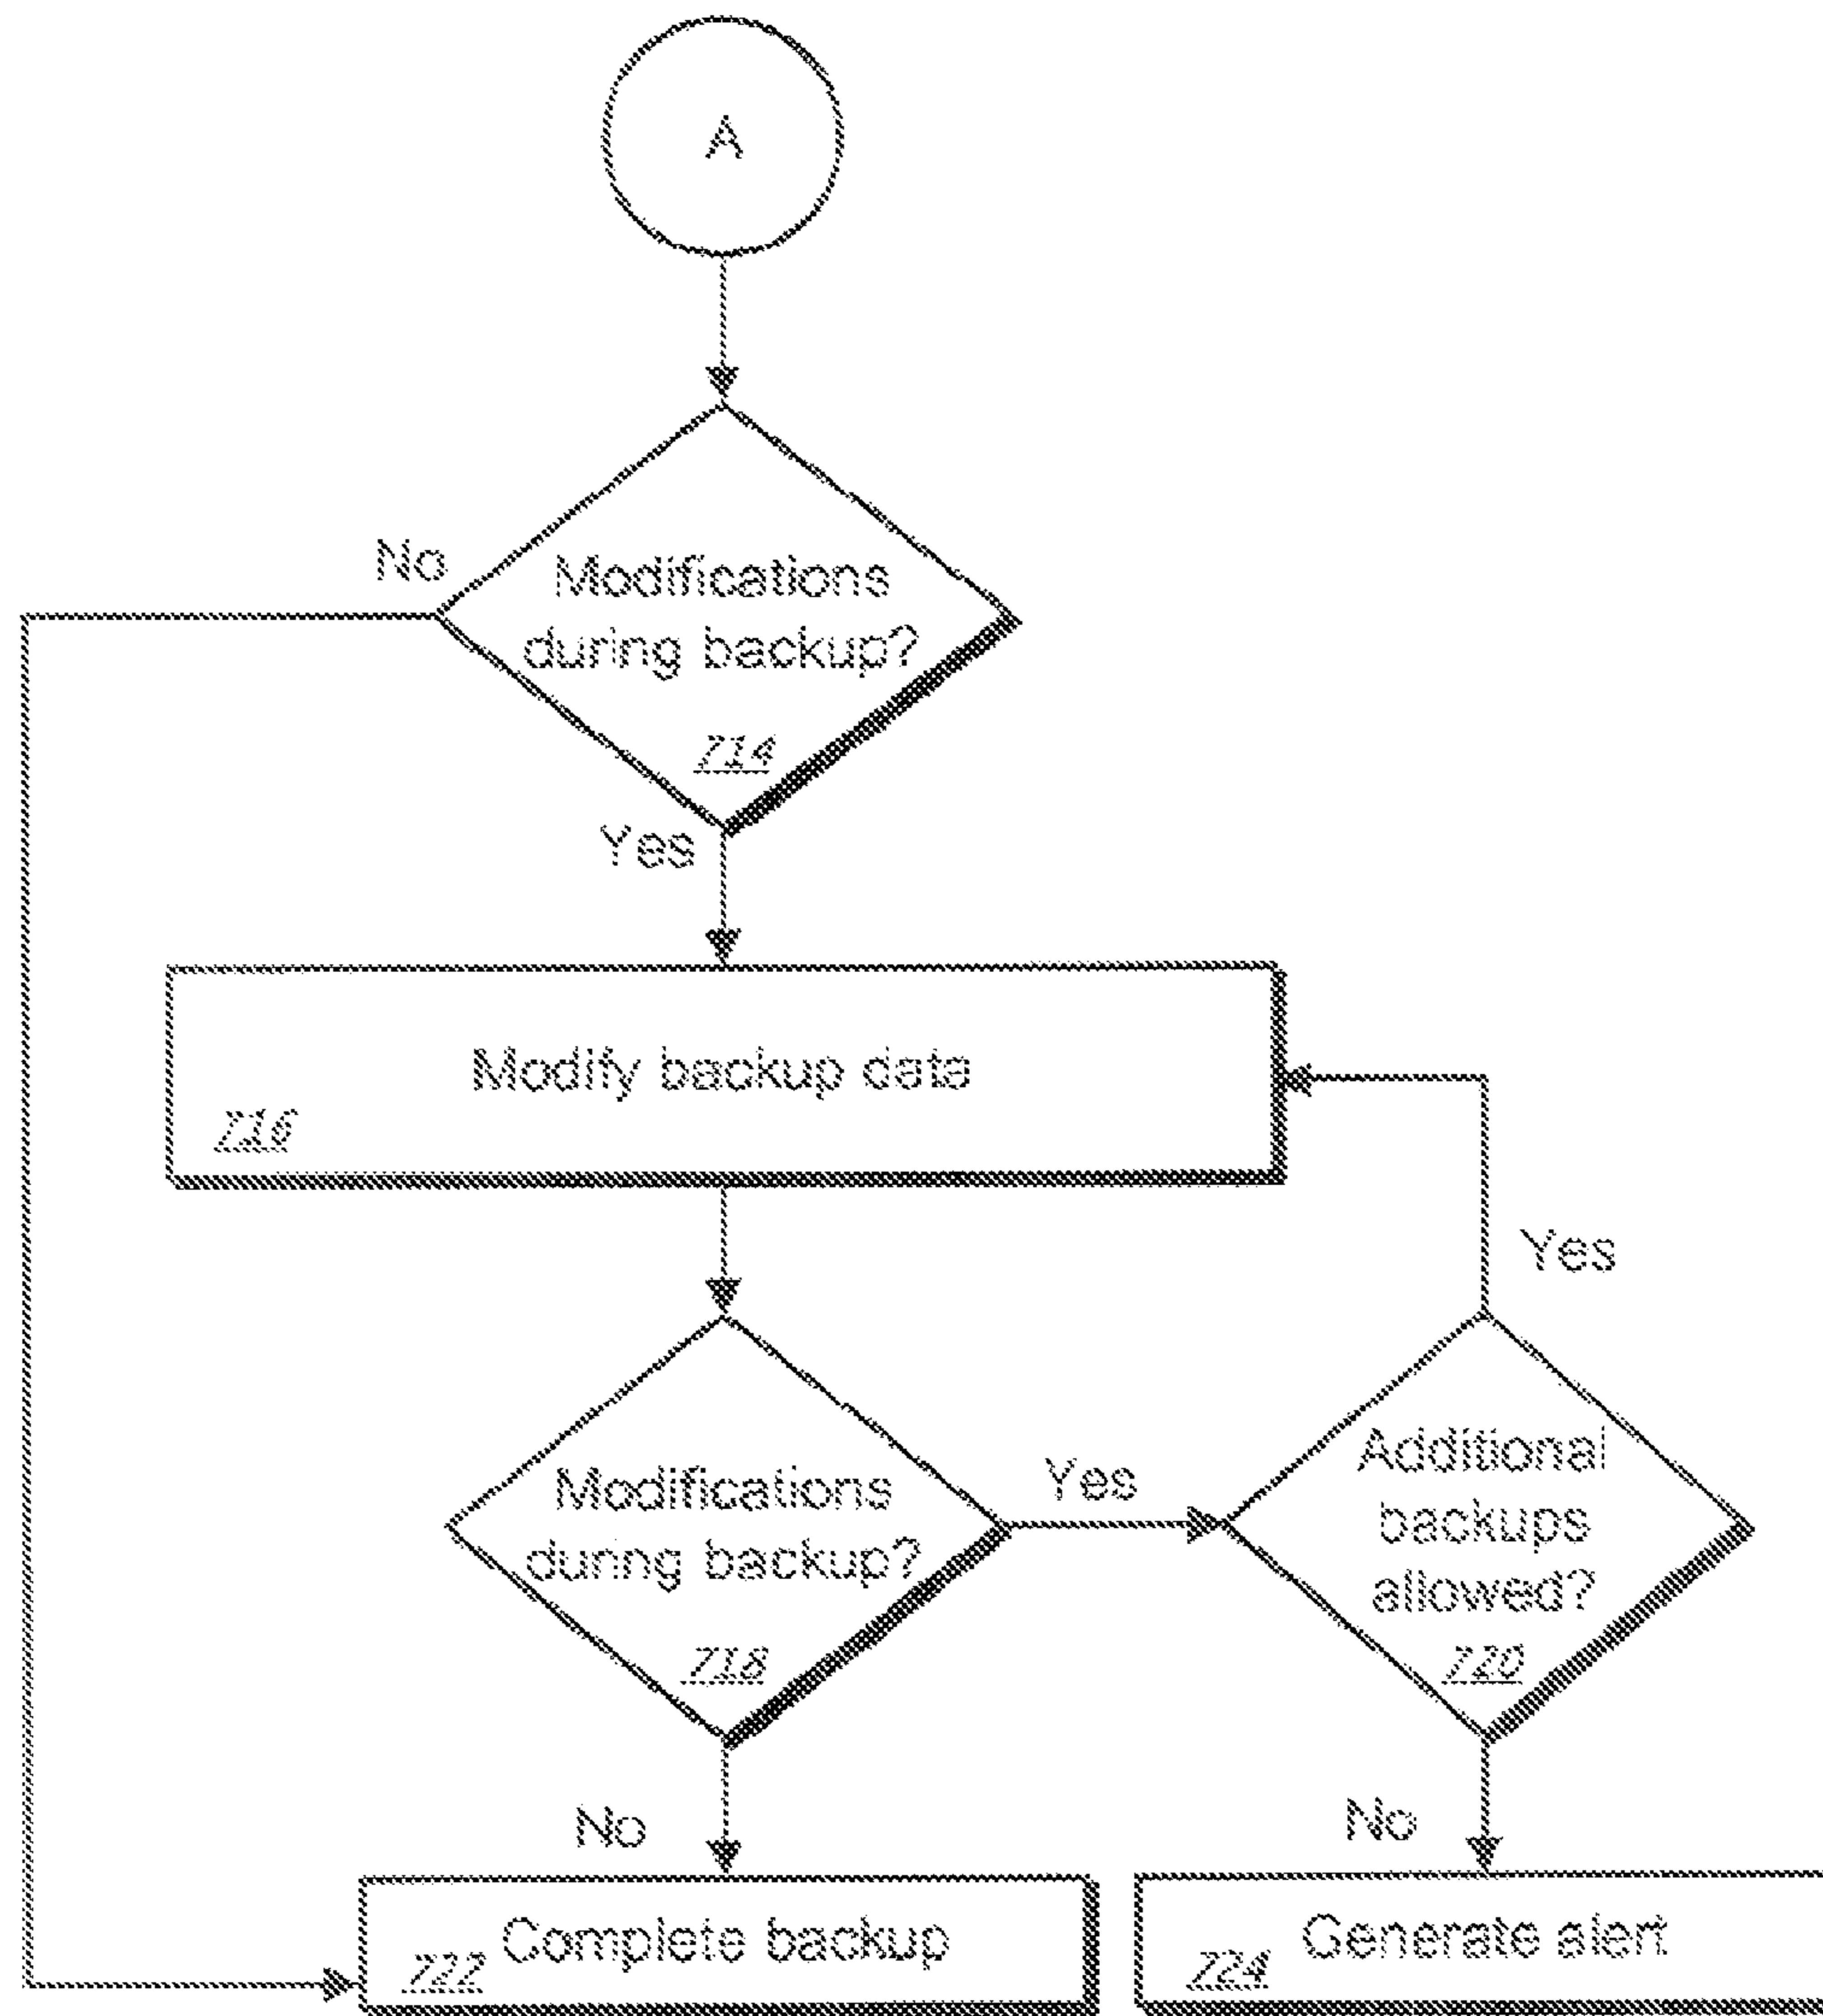 A
No
Modifications
during backup?
714
Yes
Modify backup data
716
Yes
Modifications
during backup?
718
Yes
Additional
backups
allowed?
720
No
No
Complete backup
722
Generate alert
724